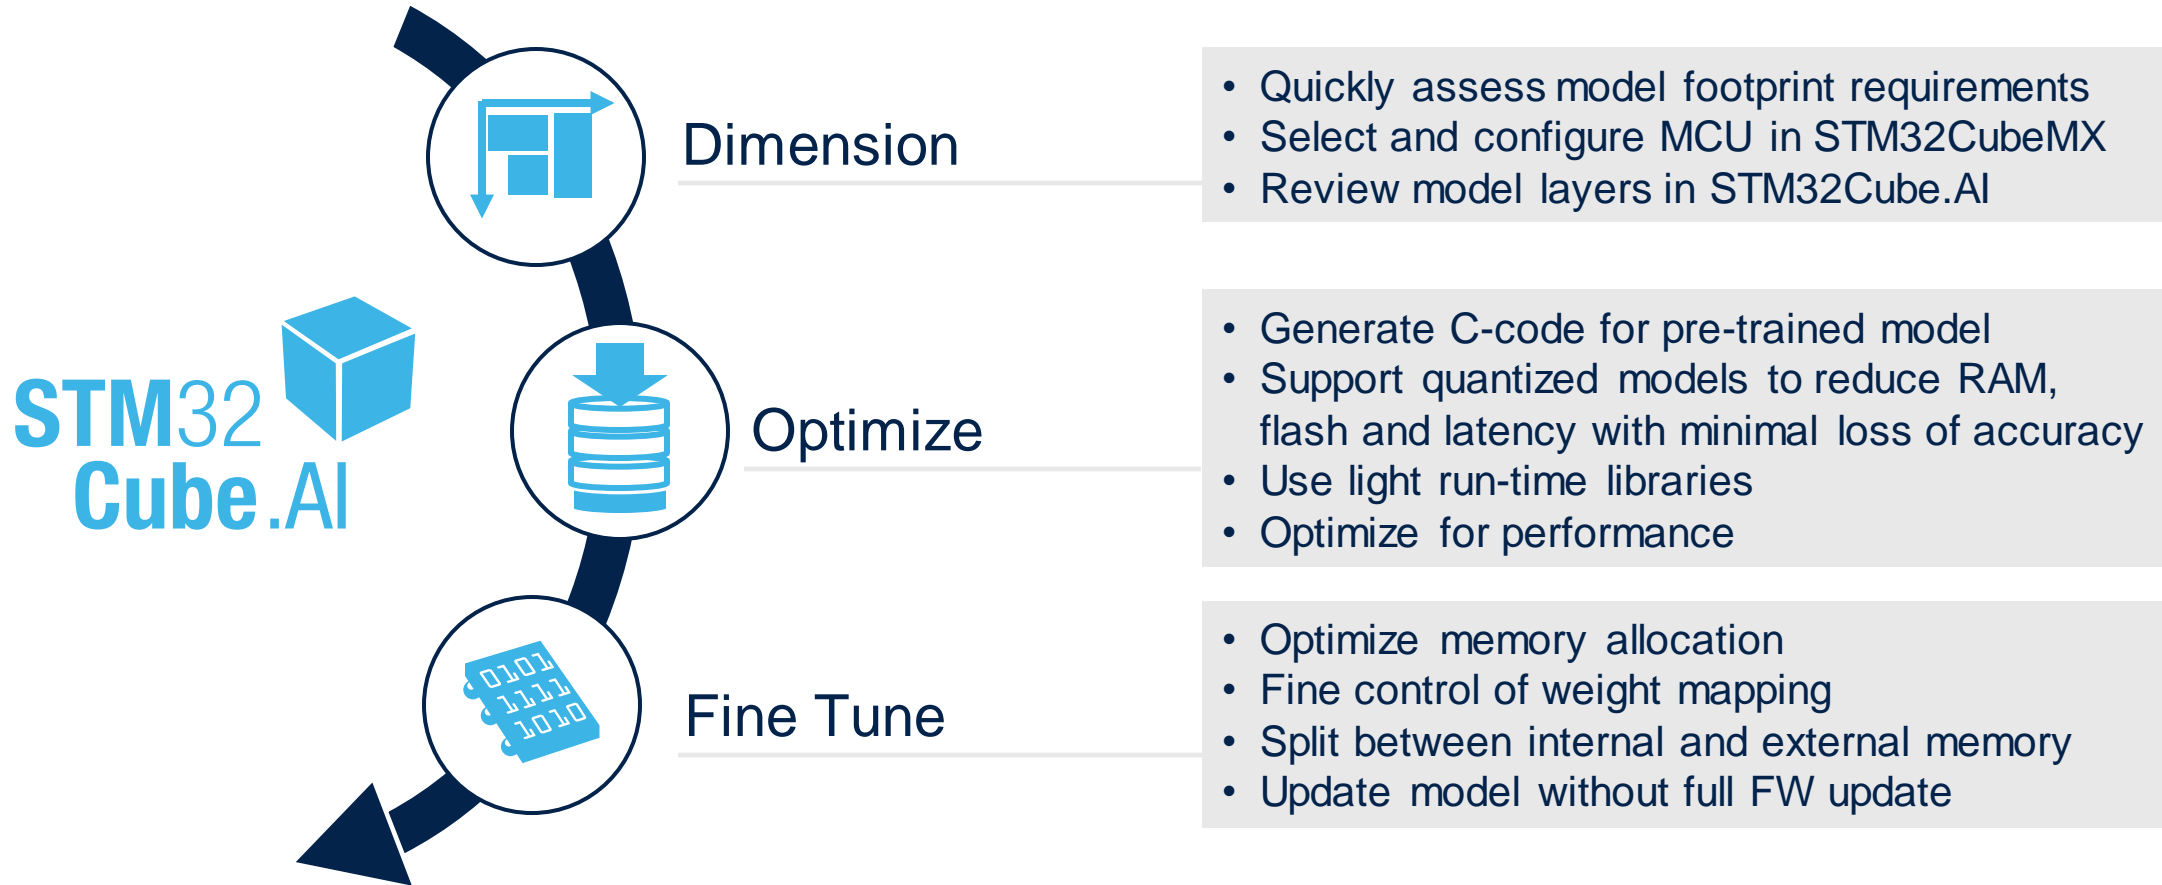 Dimension
• Quickly assess model footprint requirements
• Select and configure MCU in STM32CubeMX
• Review model layers in STM32Cube.AI
STM32
Cube.AI
Optimize
• Generate C-code for pre-trained model
• Support quantized models to reduce RAM,
flash and latency with minimal loss of accuracy
• Use light run-time libraries
• Optimize for performance
0101
1111
1010
Fine Tune
• Optimize memory allocation
• Fine control of weight mapping
• Split between internal and external memory
• Update model without full FW update